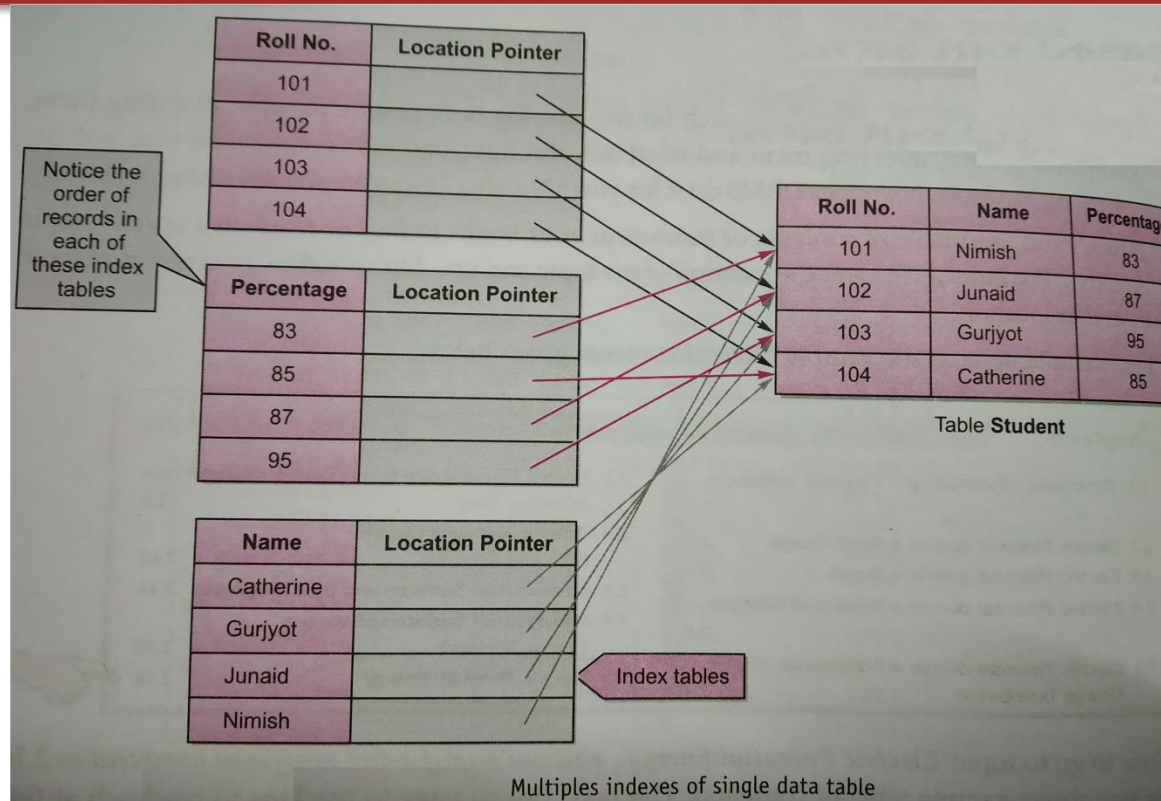 Roll No. Location Pointer
101
102
103
104
Notice the
order of
records in
each of
these index
tables
Percentage Location Pointer
83
85
87
95
Name Location Pointer
Catherine
Gurjyot
Junaid
Nimish
Index tables
Roll No. Name Percentage
101 Nimish 83
102 Junaid 87
103 Gurjyot 95
104 Catherine 85
Table Student
Multiples indexes of single data table